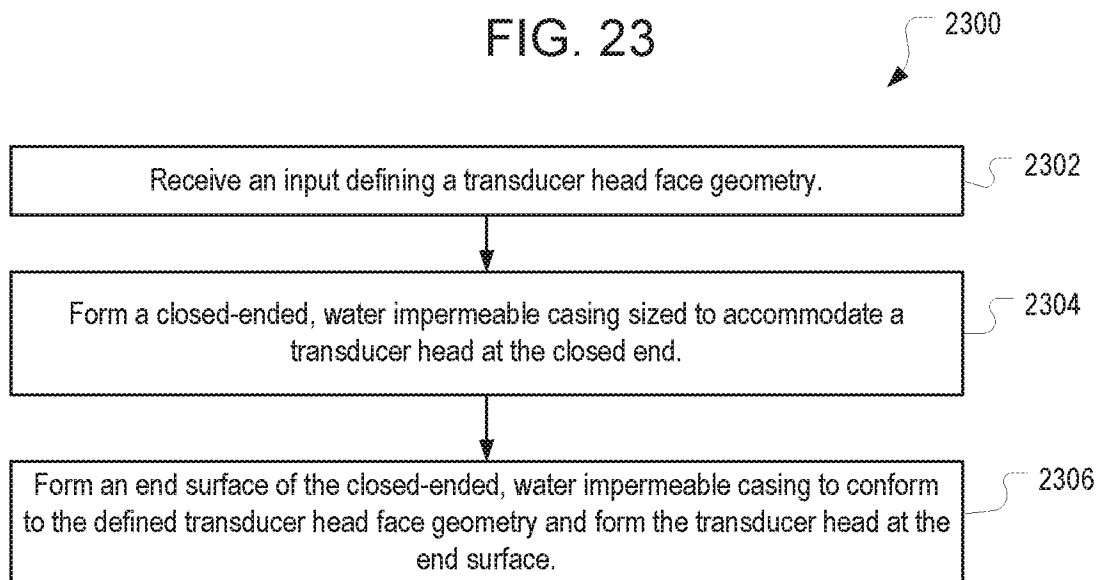 FIG. 23
2300
Receive an input defining a transducer head face geometry.
2302
Form a closed-ended, water impermeable casing sized to accommodate a
transducer head at the closed end.
2304
Form an end surface of the closed-ended, water impermeable casing to conform
to the defined transducer head face geometry and form the transducer head at the
end surface.
2306